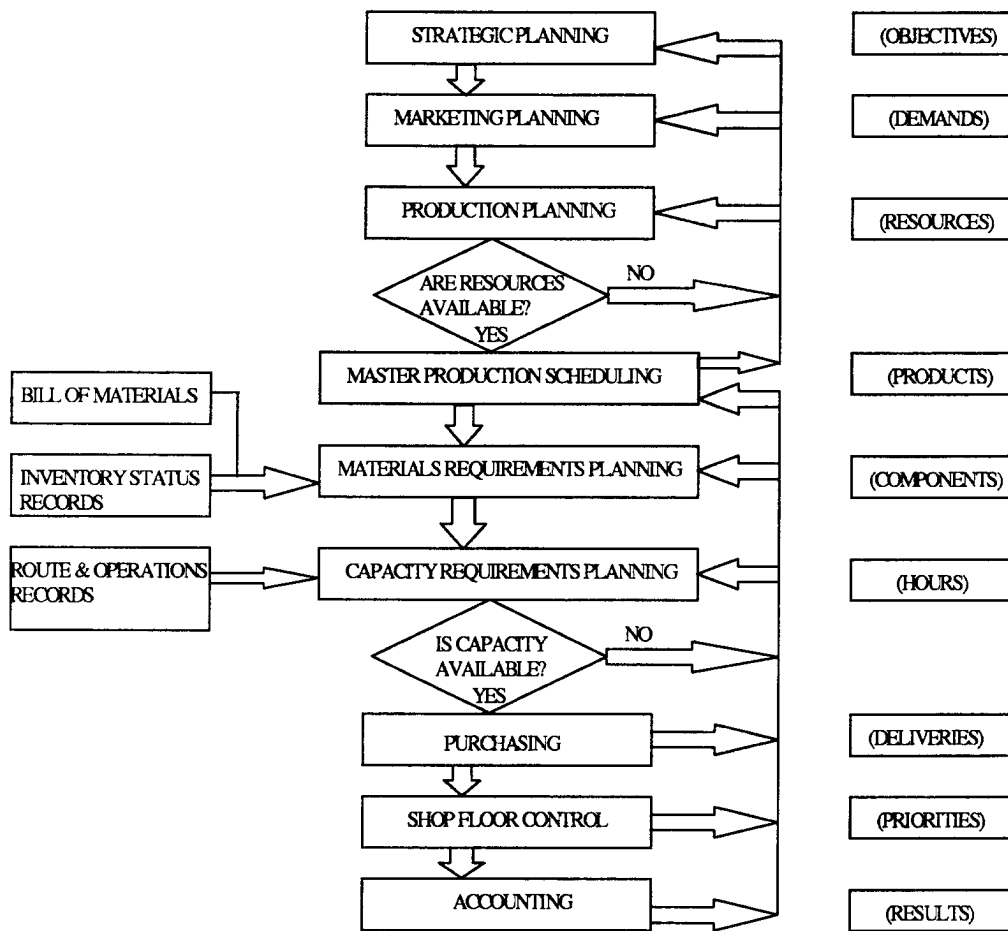 STRATEGIC PLANNING
(OBJECTIVES)
MARKETING PLANNING
(DEMANDS)
PRODUCTION PLANNING
(RESOURCES)
ARE RESOURCES
AVAILABLE?
YES
NO
MASTER PRODUCTION SCHEDULING
(PRODUCTS)
BILL OF MATERIALS
INVENTORY STATUS
RECORDS
MATERIALS REQUIREMENTS PLANNING
(COMPONENTS)
ROUTE & OPERATIONS
RECORDS
CAPACITY REQUIREMENTS PLANNING
(HOURS)
IS CAPACITY
AVAILABLE?
YES
NO
PURCHASING
(DELIVERIES)
SHOP FLOOR CONTROL
(PRIORITIES)
ACCOUNTING
(RESULTS)